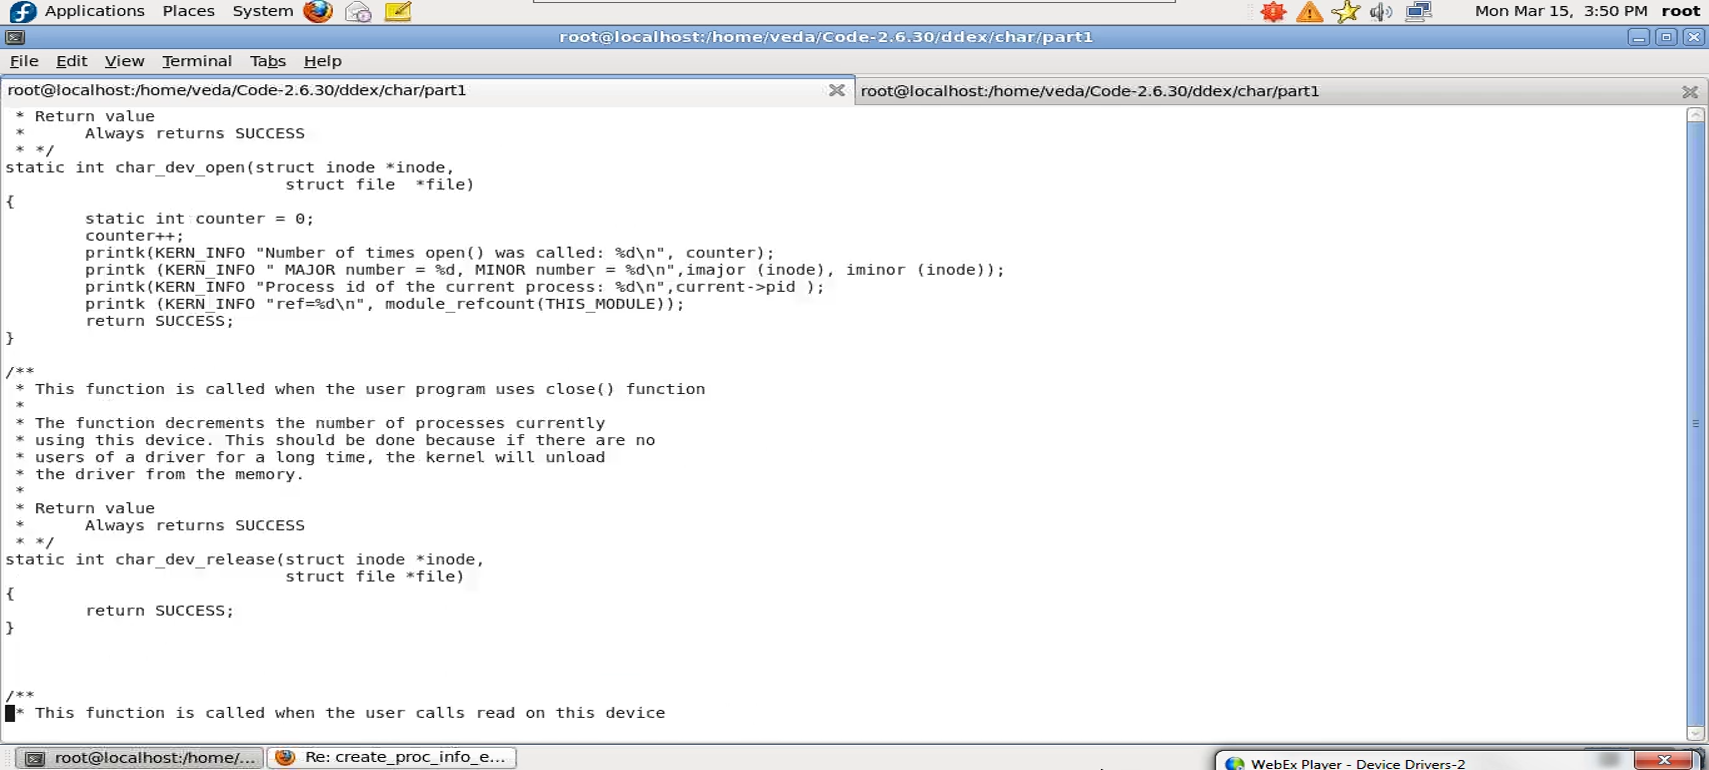 Applications Places System Mon Mar 15, 3:50 PM root
root@localhost:/home/veda/Code-2.6.30/ddex/char/part1
File Edit View Terminal Tabs Help
root@localhost:/home/veda/Code-2.6.30/ddex/char/part1 root@localhost:/home/veda/Code-2.6.30/ddex/char/part1
 * Return value
 *      Always returns SUCCESS
 * */
static int char_dev_open(struct inode *inode,
                            struct file  *file)
{
        static int counter = 0;
        counter++;
        printk(KERN_INFO "Number of times open() was called: %d\n", counter);
        printk (KERN_INFO " MAJOR number = %d, MINOR number = %d\n",imajor (inode), iminor (inode));
        printk(KERN_INFO "Process id of the current process: %d\n",current->pid );
        printk (KERN_INFO "ref=%d\n", module_refcount(THIS_MODULE));
        return SUCCESS;
}
/**
 * This function is called when the user program uses close() function
 *
 * The function decrements the number of processes currently
 * using this device. This should be done because if there are no
 * users of a driver for a long time, the kernel will unload
 * the driver from the memory.
 *
 * Return value
 *      Always returns SUCCESS
 * */
static int char_dev_release(struct inode *inode,
                            struct file *file)
{
        return SUCCESS;
}
/**
 * This function is called when the user calls read on this device
root@localhost:/home/... Re: create_proc_info_e... WebEx Player - Device Drivers-2